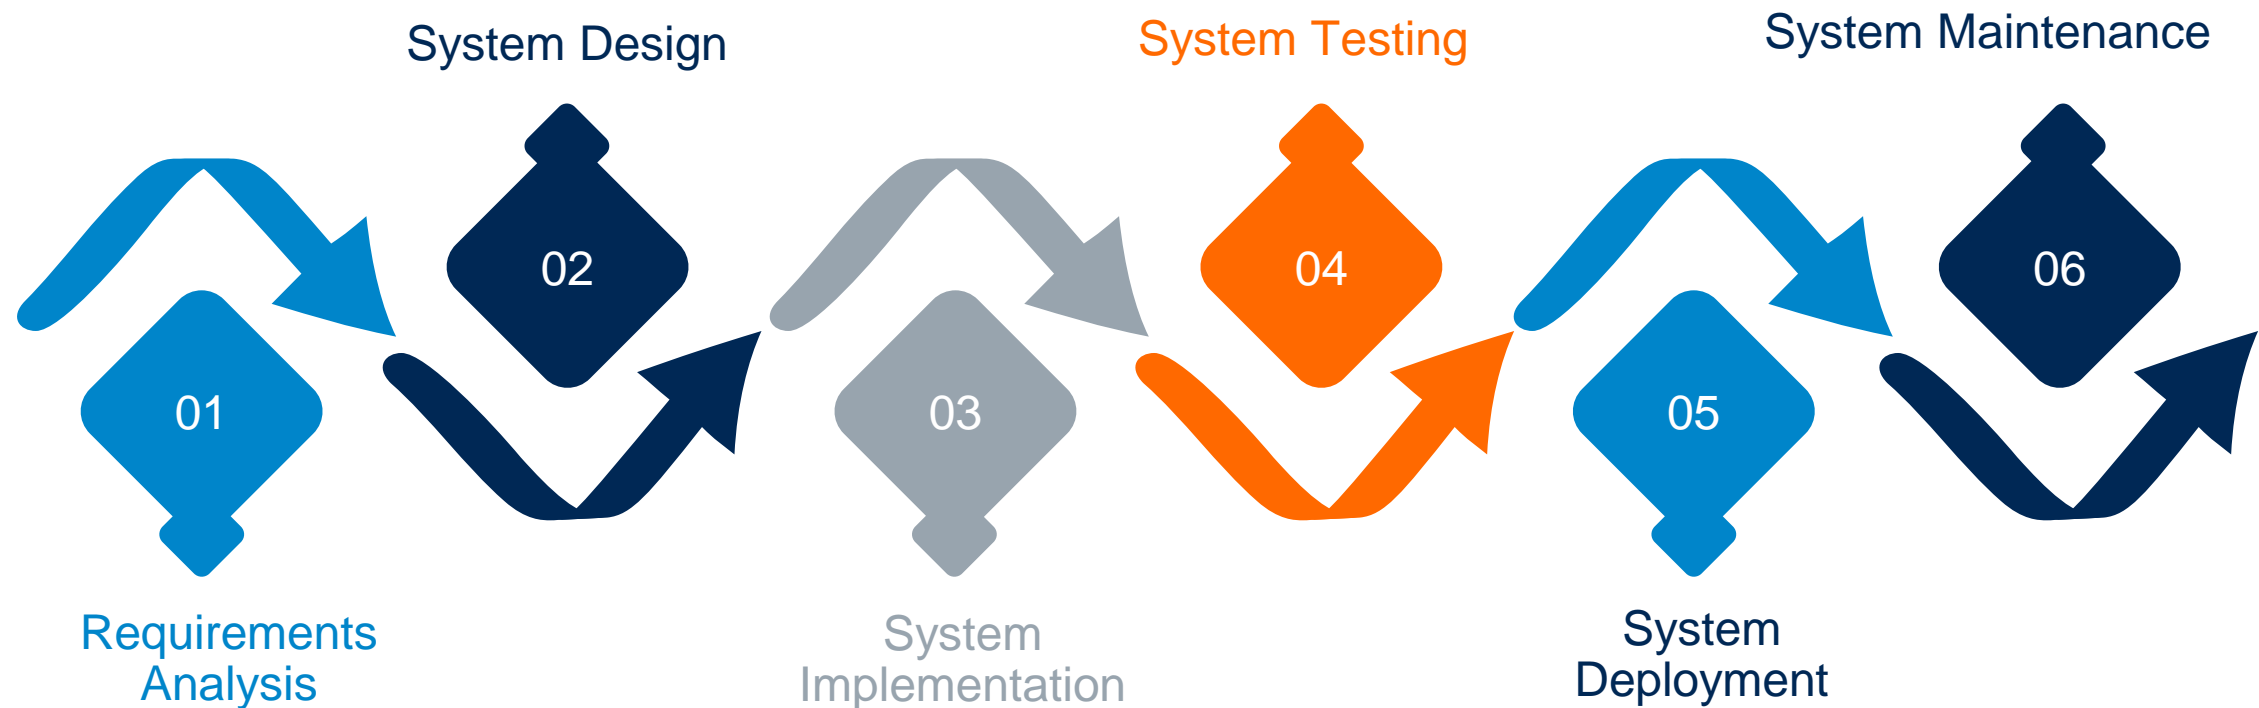 System Design
System Testing
System Maintenance
02
04
06
01
03
05
Requirements
Analysis
System
Implementation
System
Deployment